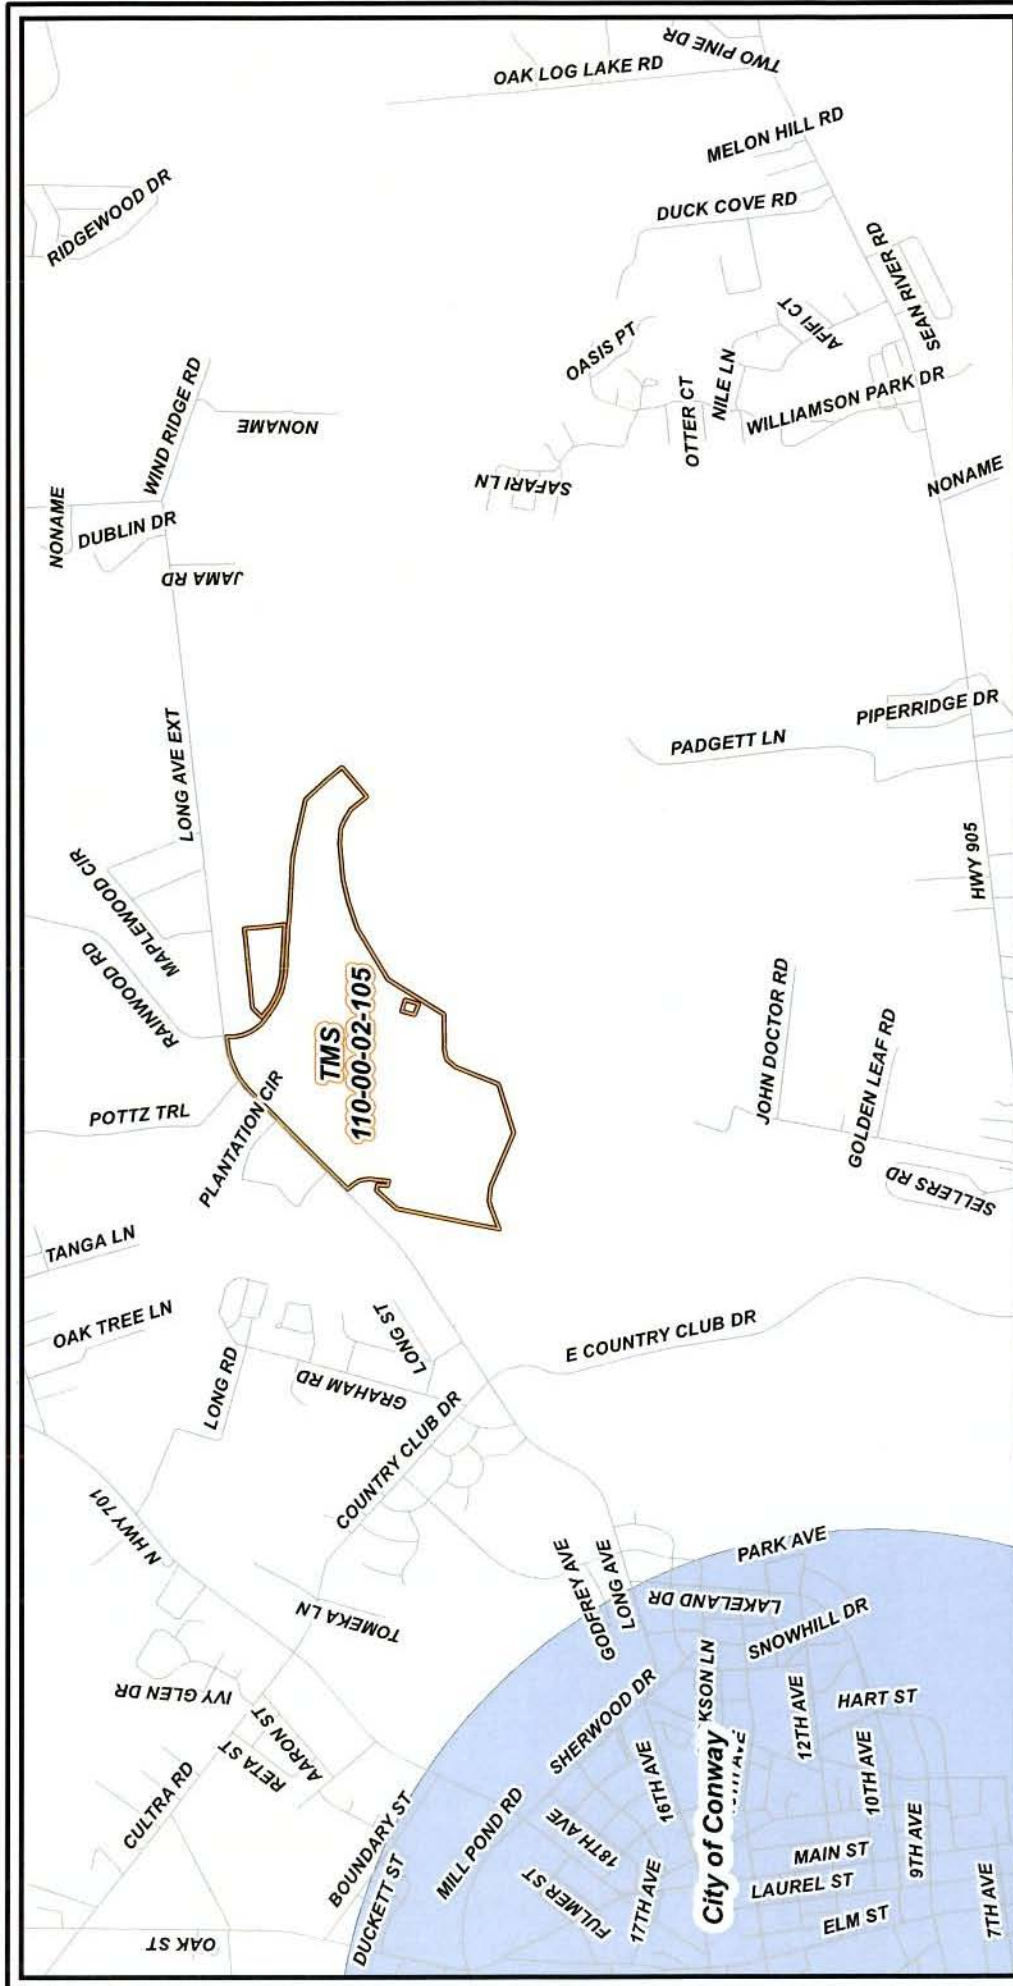 TWO PINE DR
OAK LOG LAKE RD
MELON HILL RD
RIDGEWOOD DR
DUCK COVE RD
SEAN RIVER RD
AFIFI CT
OASIS PT
NILE LN
OTTER CT
WILLIAMSON PARK DR
WIND RIDGE RD
NONAME
SAFARI LN
NONAME
NONAME
DUBLIN DR
JAMA RD
LONG AVE EXT
PADGETT LN
PIPERRIDGE DR
HWY 905
MAPLEWOOD CIR
RAINWOOD RD
TMS
110-00-02-105
JOHN DOCTOR RD
GOLDEN LEAF RD
SELLERS RD
POTTZ TRL
PLANTATION CIR
TANGA LN
OAK TREE LN
LONG RD
LONG ST
GRAHAM RD
E COUNTRY CLUB DR
COUNTRY CLUB DR
N HWY 701
TOMEKA LN
GODFREY AVE
LONG AVE
PARK AVE
LAKELAND DR
SNOWHILL DR
IVY GLEN DR
AARON ST
RETA ST
CULTRA RD
SHERWOOD DR
KSON LN
12TH AVE
HART ST
16TH AVE
10TH AVE
City of Conway
BOUNDARY ST
DUCKETT ST
MILL POND RD
18TH AVE
FULMER ST
17TH AVE
MAIN ST
LAUREL ST
9TH AVE
ELM ST
7TH AVE
OAK ST